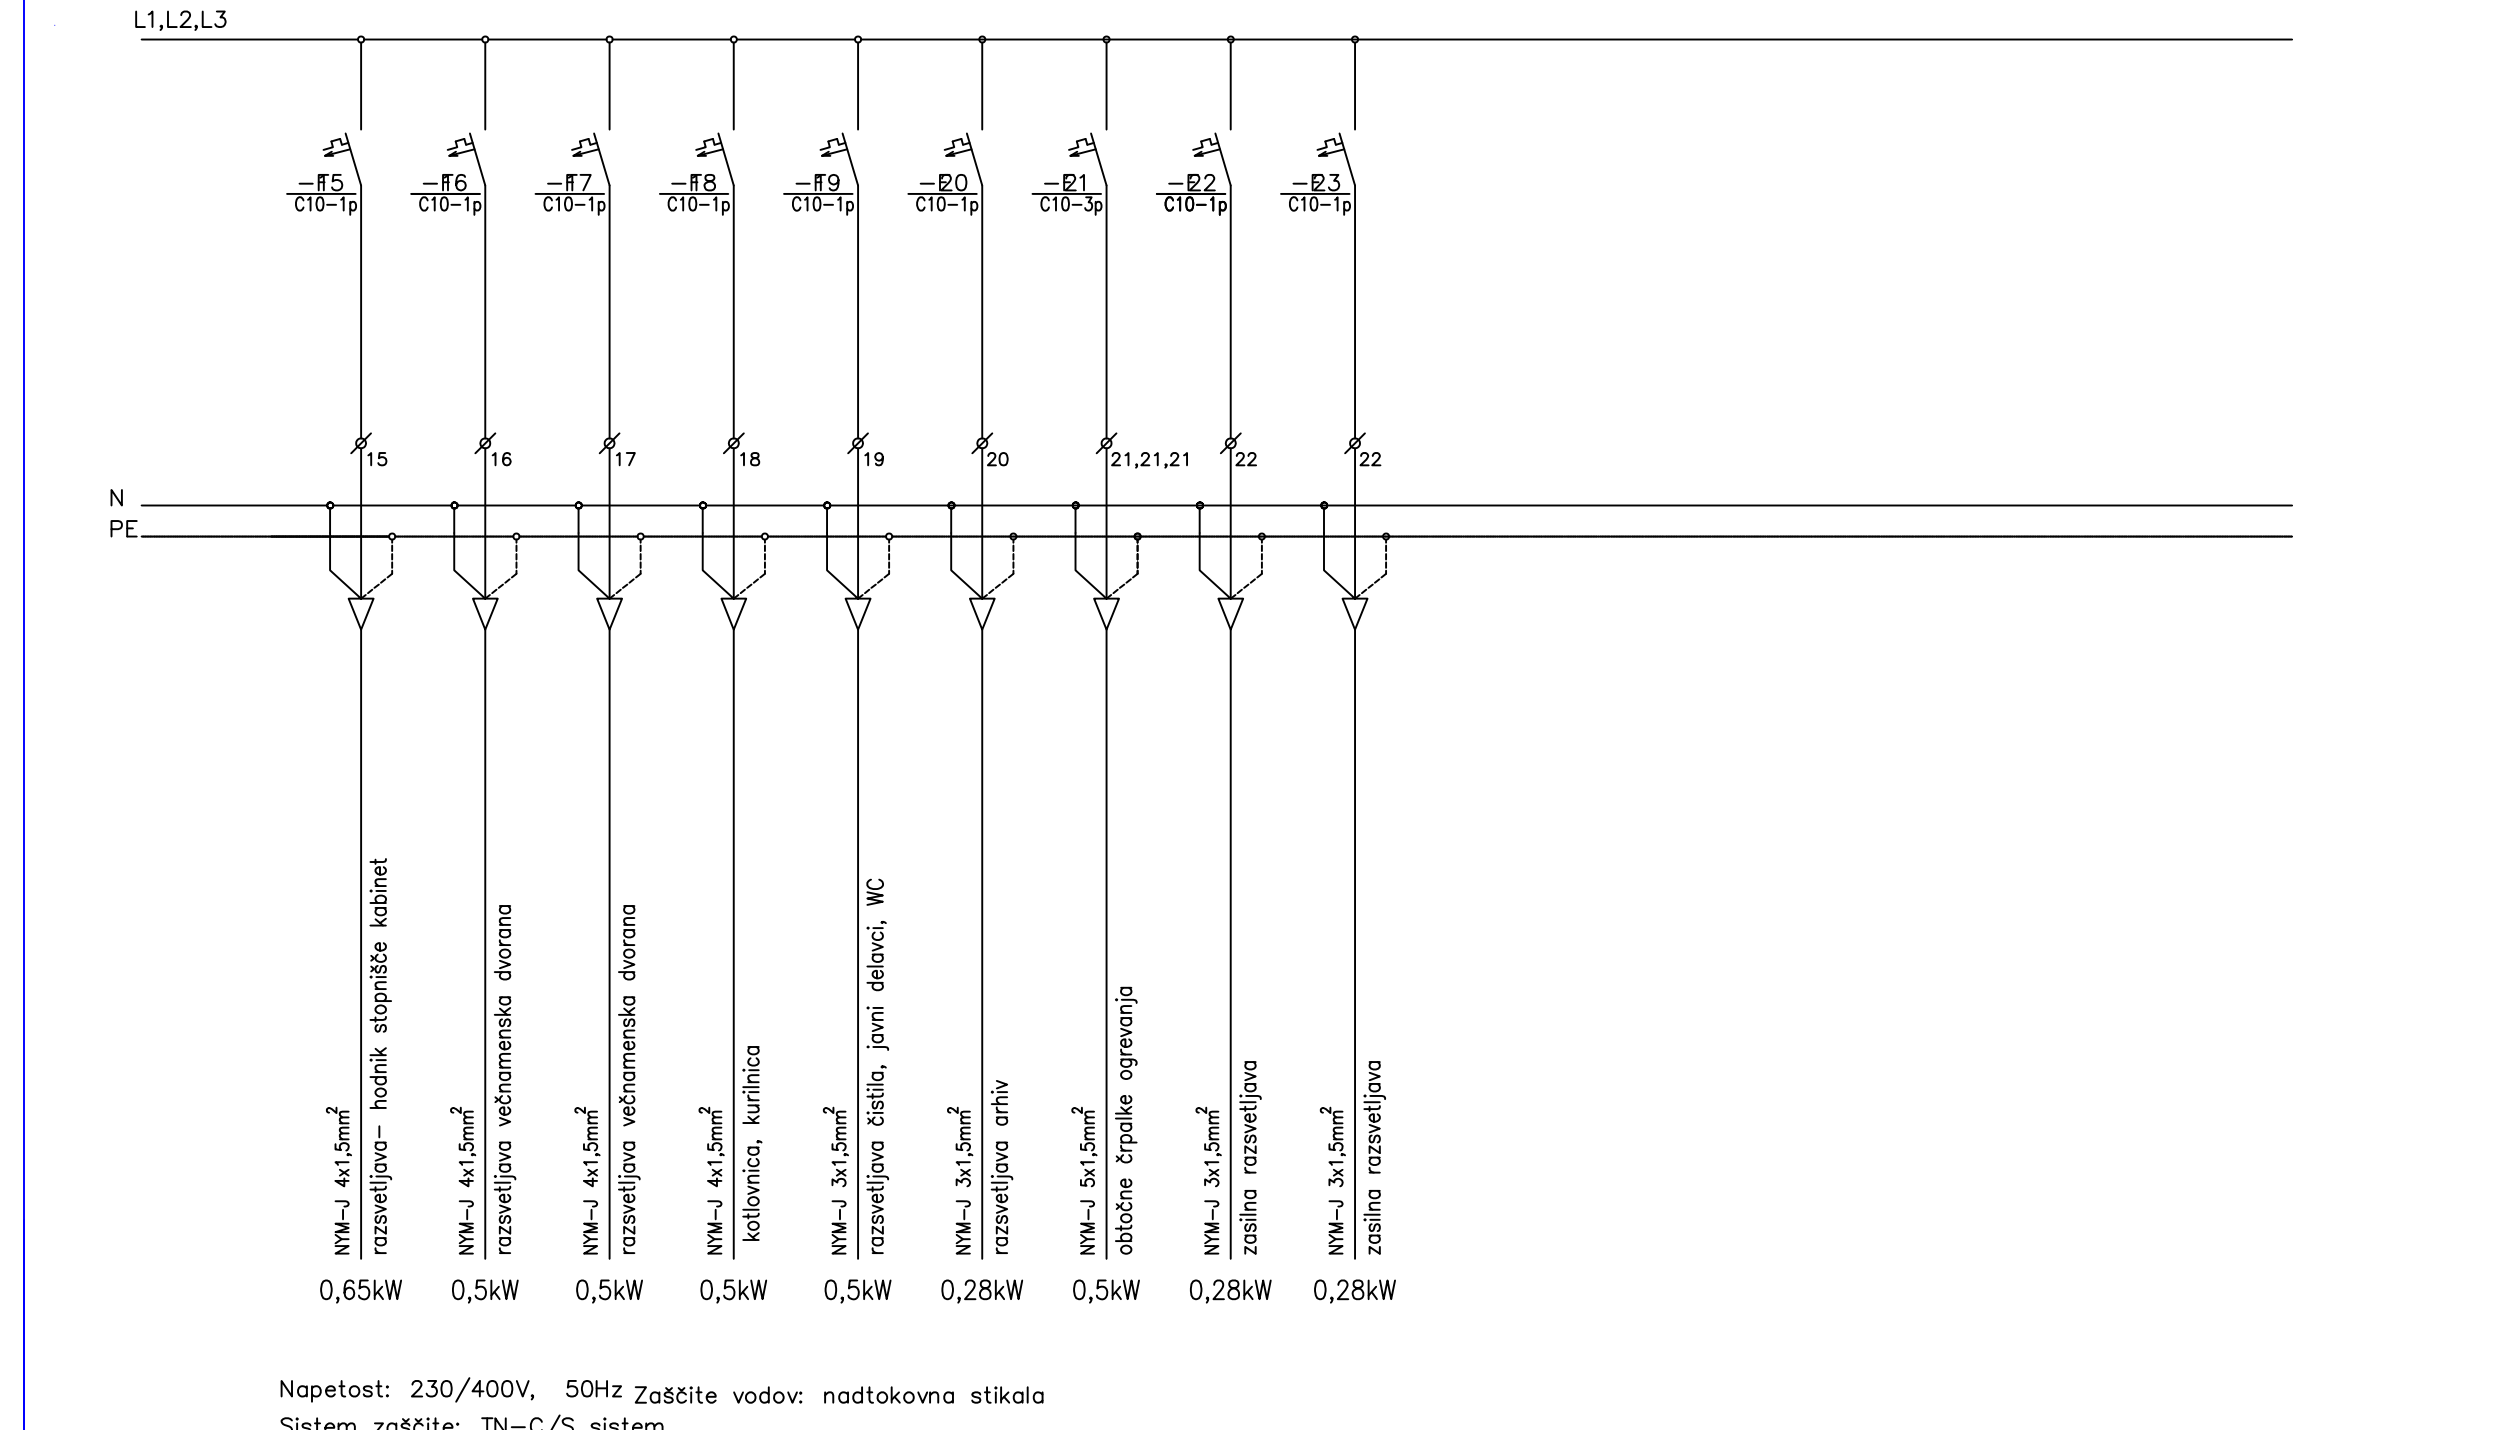 L1,L2,L3
-F15
-F16
-F17
-F18
-F19
-F20
-F21
-F22
-F23
C10-1p
C10-1p
C10-1p
C10-1p
C10-1p
C10-1p
C10-3p
C10-1p
C10-1p
15
16
17
18
19
20
21,21,21
22
22
N
PE
NYM-J 4x1,5mm²
razsvetljava- hodnik stopnišče kabinet
NYM-J 4x1,5mm²
razsvetljava večnamenska dvorana
NYM-J 4x1,5mm²
razsvetljava večnamenska dvorana
NYM-J 4x1,5mm²
kotlovnica, kurilnica
NYM-J 3x1,5mm²
razsvetljava čistila, javni delavci, WC
NYM-J 3x1,5mm²
razsvetljava arhiv
NYM-J 5x1,5mm²
obtočne črpalke ogrevanja
NYM-J 3x1,5mm²
zasilna razsvetljava
NYM-J 3x1,5mm²
zasilna razsvetljava
0,65kW
0,5kW
0,5kW
0,5kW
0,5kW
0,28kW
0,5kW
0,28kW
0,28kW
Napetost: 230/400V, 50Hz Zaščite vodov: nadtokovna stikala
Sistem zaščite: TN-C/S sistem